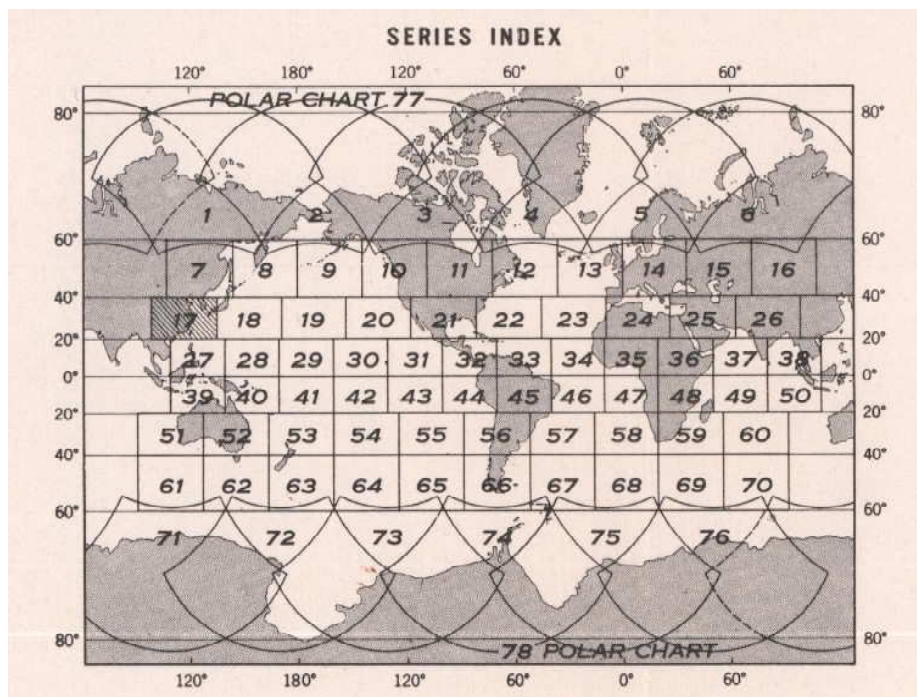 SERIES INDEX
120° 180° 120° 60° 0° 60°
POLAR CHART 77
80° 80°
1 2 3 4 5 6
60° 60°
7 8 9 10 11 12 13 14 15 16
40° 40°
17 18 19 20 21 22 23 24 25 26
20° 20°
27 28 29 30 31 32 33 34 35 36 37 38
0° 0°
39 40 41 42 43 44 45 46 47 48 49 50
20° 20°
51 52 53 54 55 56 57 58 59 60
40° 40°
61 62 63 64 65 66 67 68 69 70
60° 60°
71 72 73 74 75 76
80° 80°
78 POLAR CHART
120° 180° 120° 60° 0° 60°